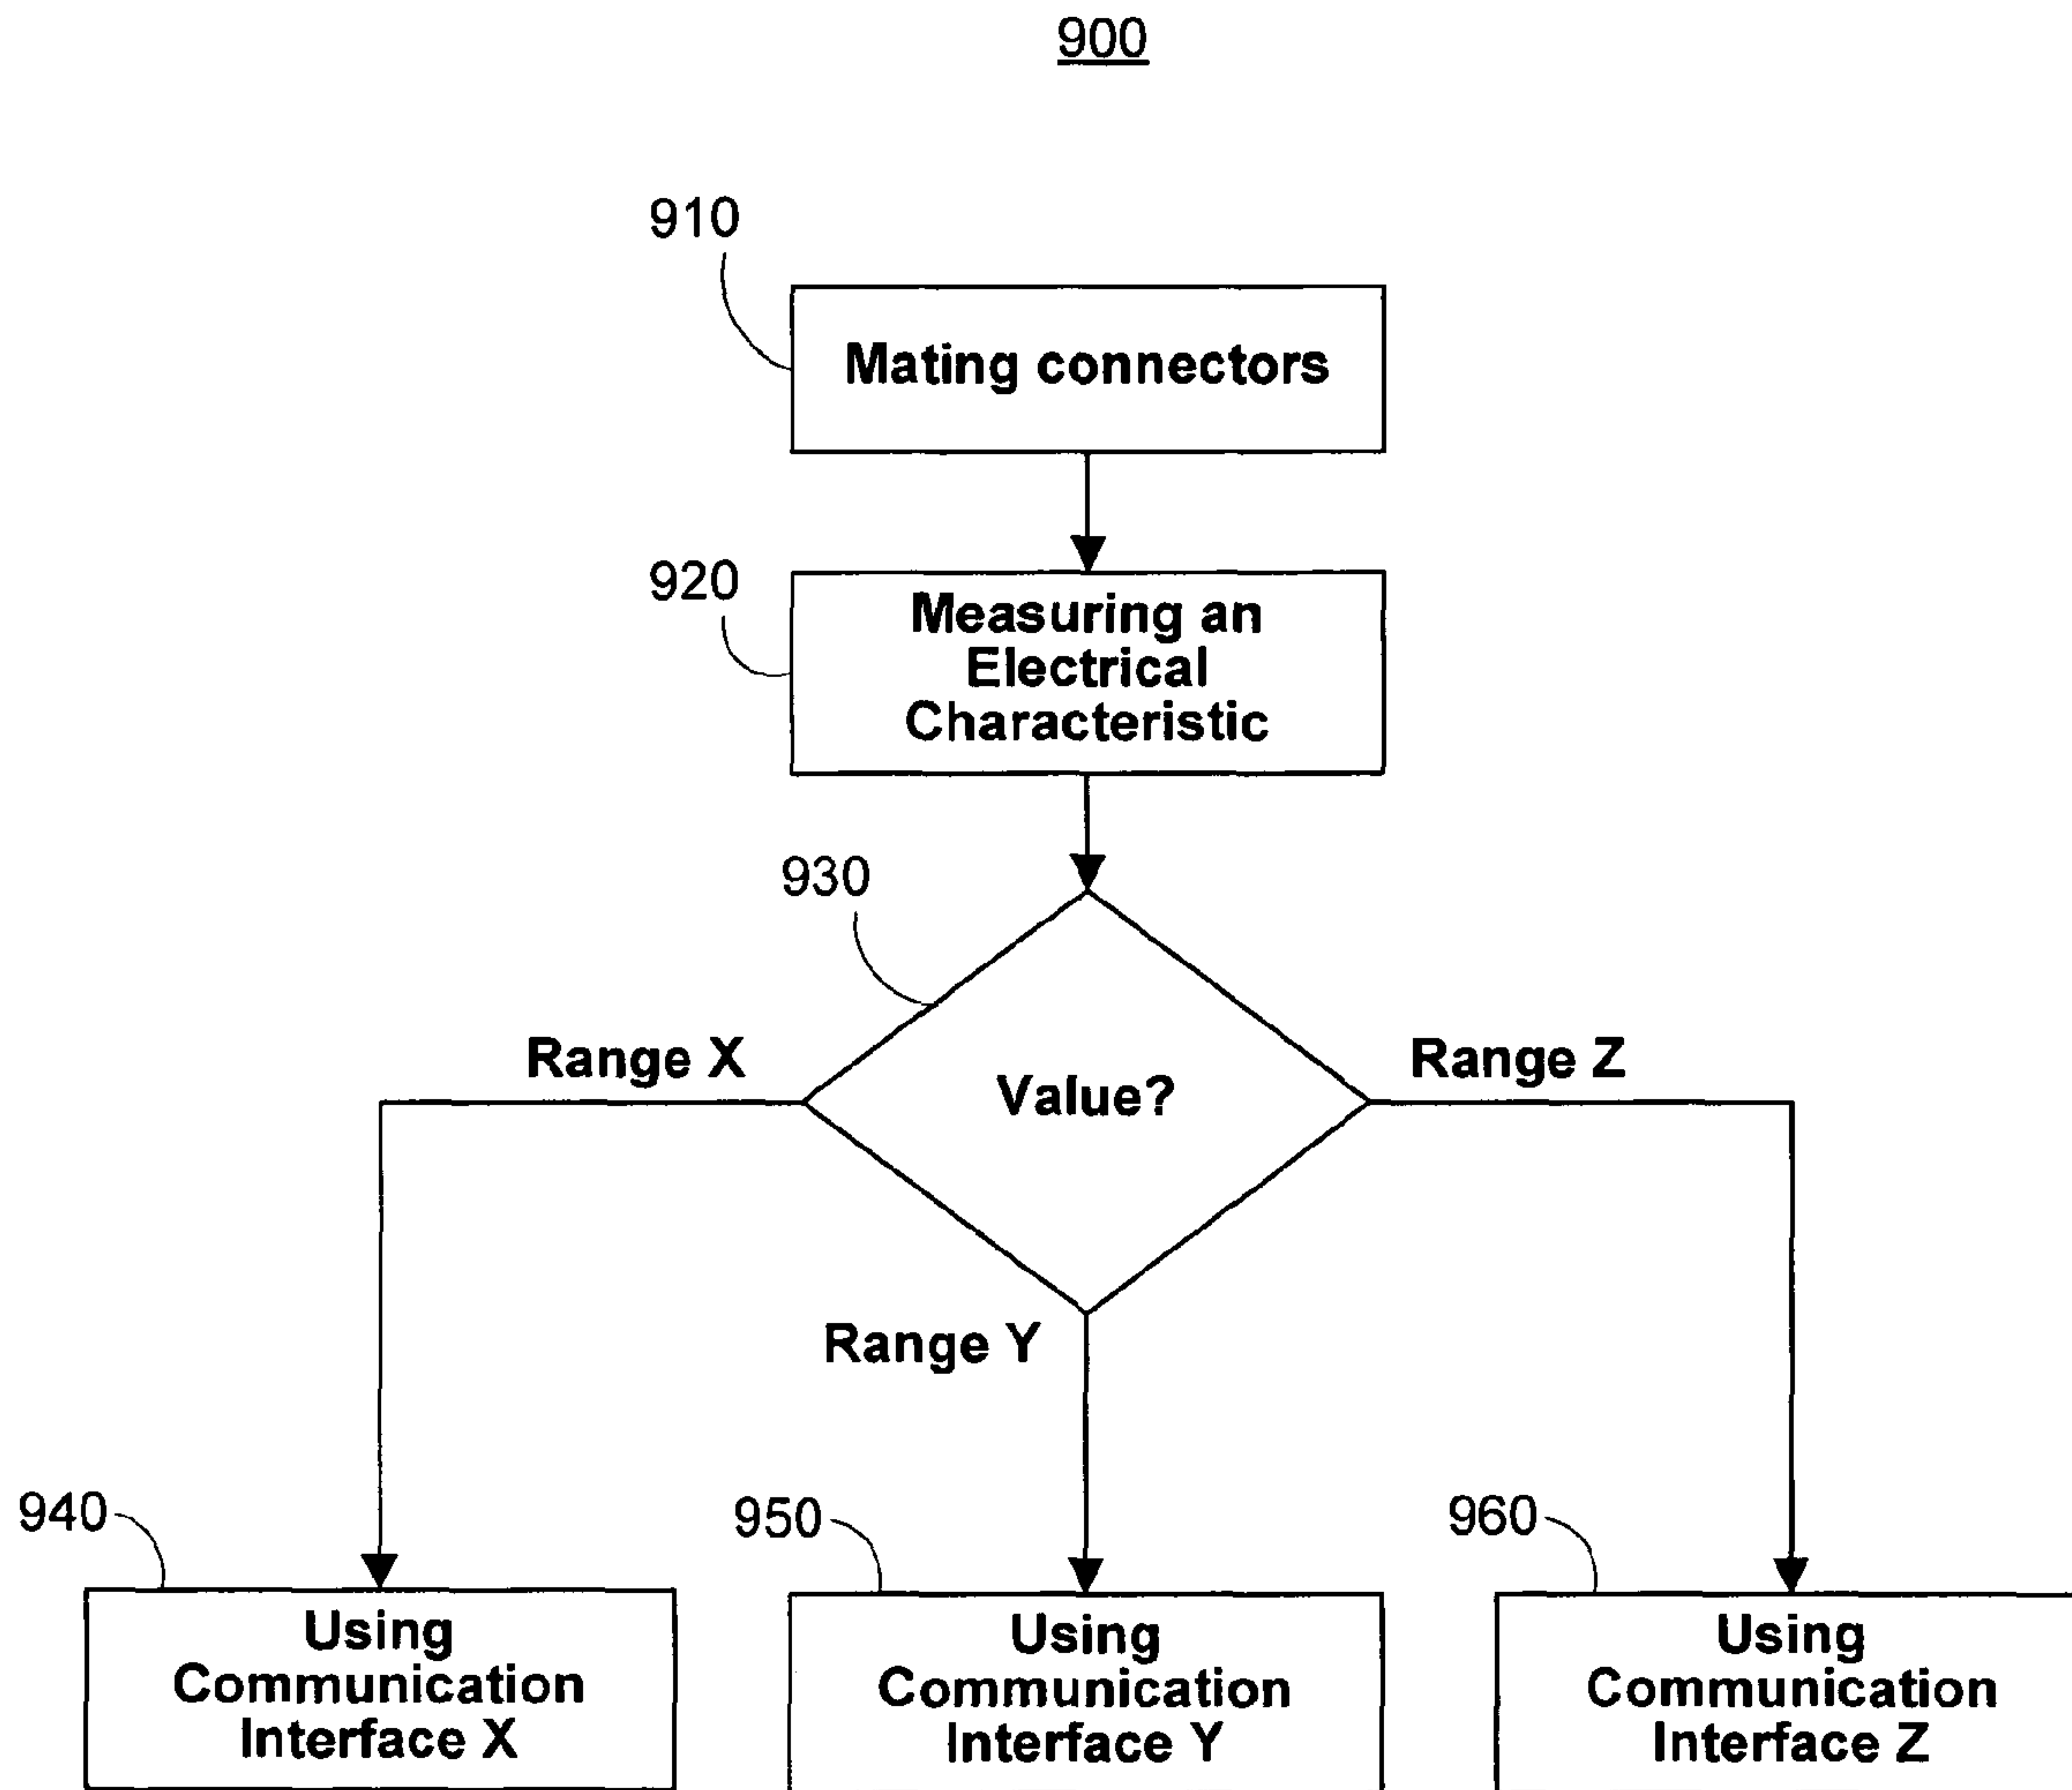 900
910
Mating connectors
920
Measuring an
Electrical
Characteristic
930
Range X
Value?
Range Z
Range Y
940
Using
Communication
Interface X
950
Using
Communication
Interface Y
960
Using
Communication
Interface Z